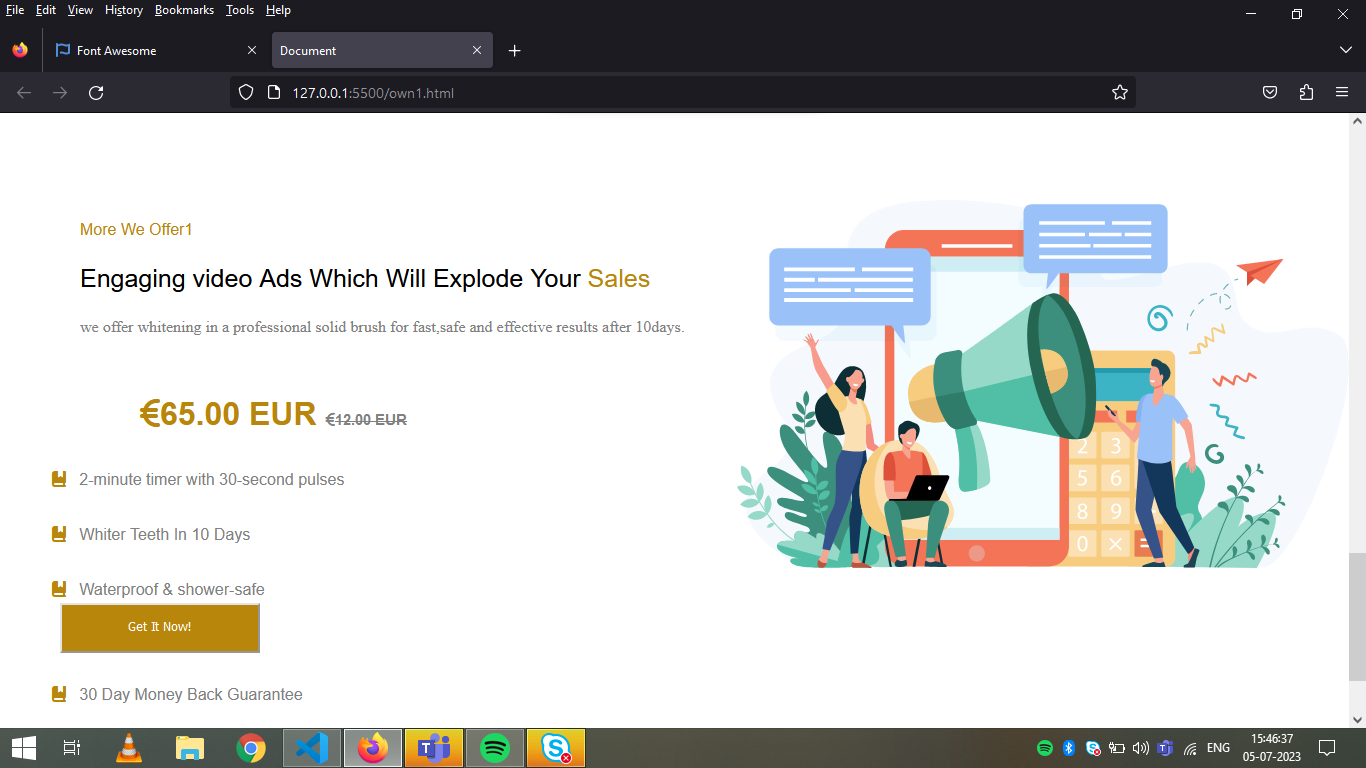 File Edit View History Bookmarks Tools Help
Font Awesome
Document
127.0.0.1:5500/own1.html
More We Offer1
Engaging video Ads Which Will Explode Your Sales
we offer whitening in a professional solid brush for fast,safe and effective results after 10days.
€65.00 EUR €12.00 EUR
2-minute timer with 30-second pulses
Whiter Teeth In 10 Days
Waterproof & shower-safe
Get It Now!
30 Day Money Back Guarantee
2 3
5 6
8 9
0 × =
ENG
15:46:37
05-07-2023